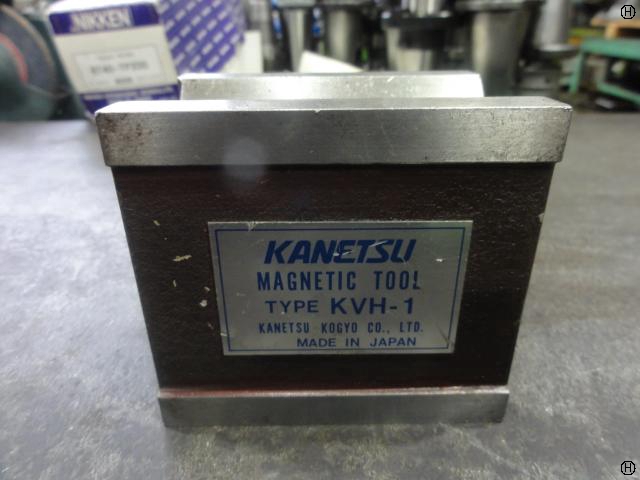 NIKKEN
KANETSU
MAGNETIC TOOL
TYPE KVH-1
KANETSU KOGYO CO., LTD.
MADE IN JAPAN
H
H